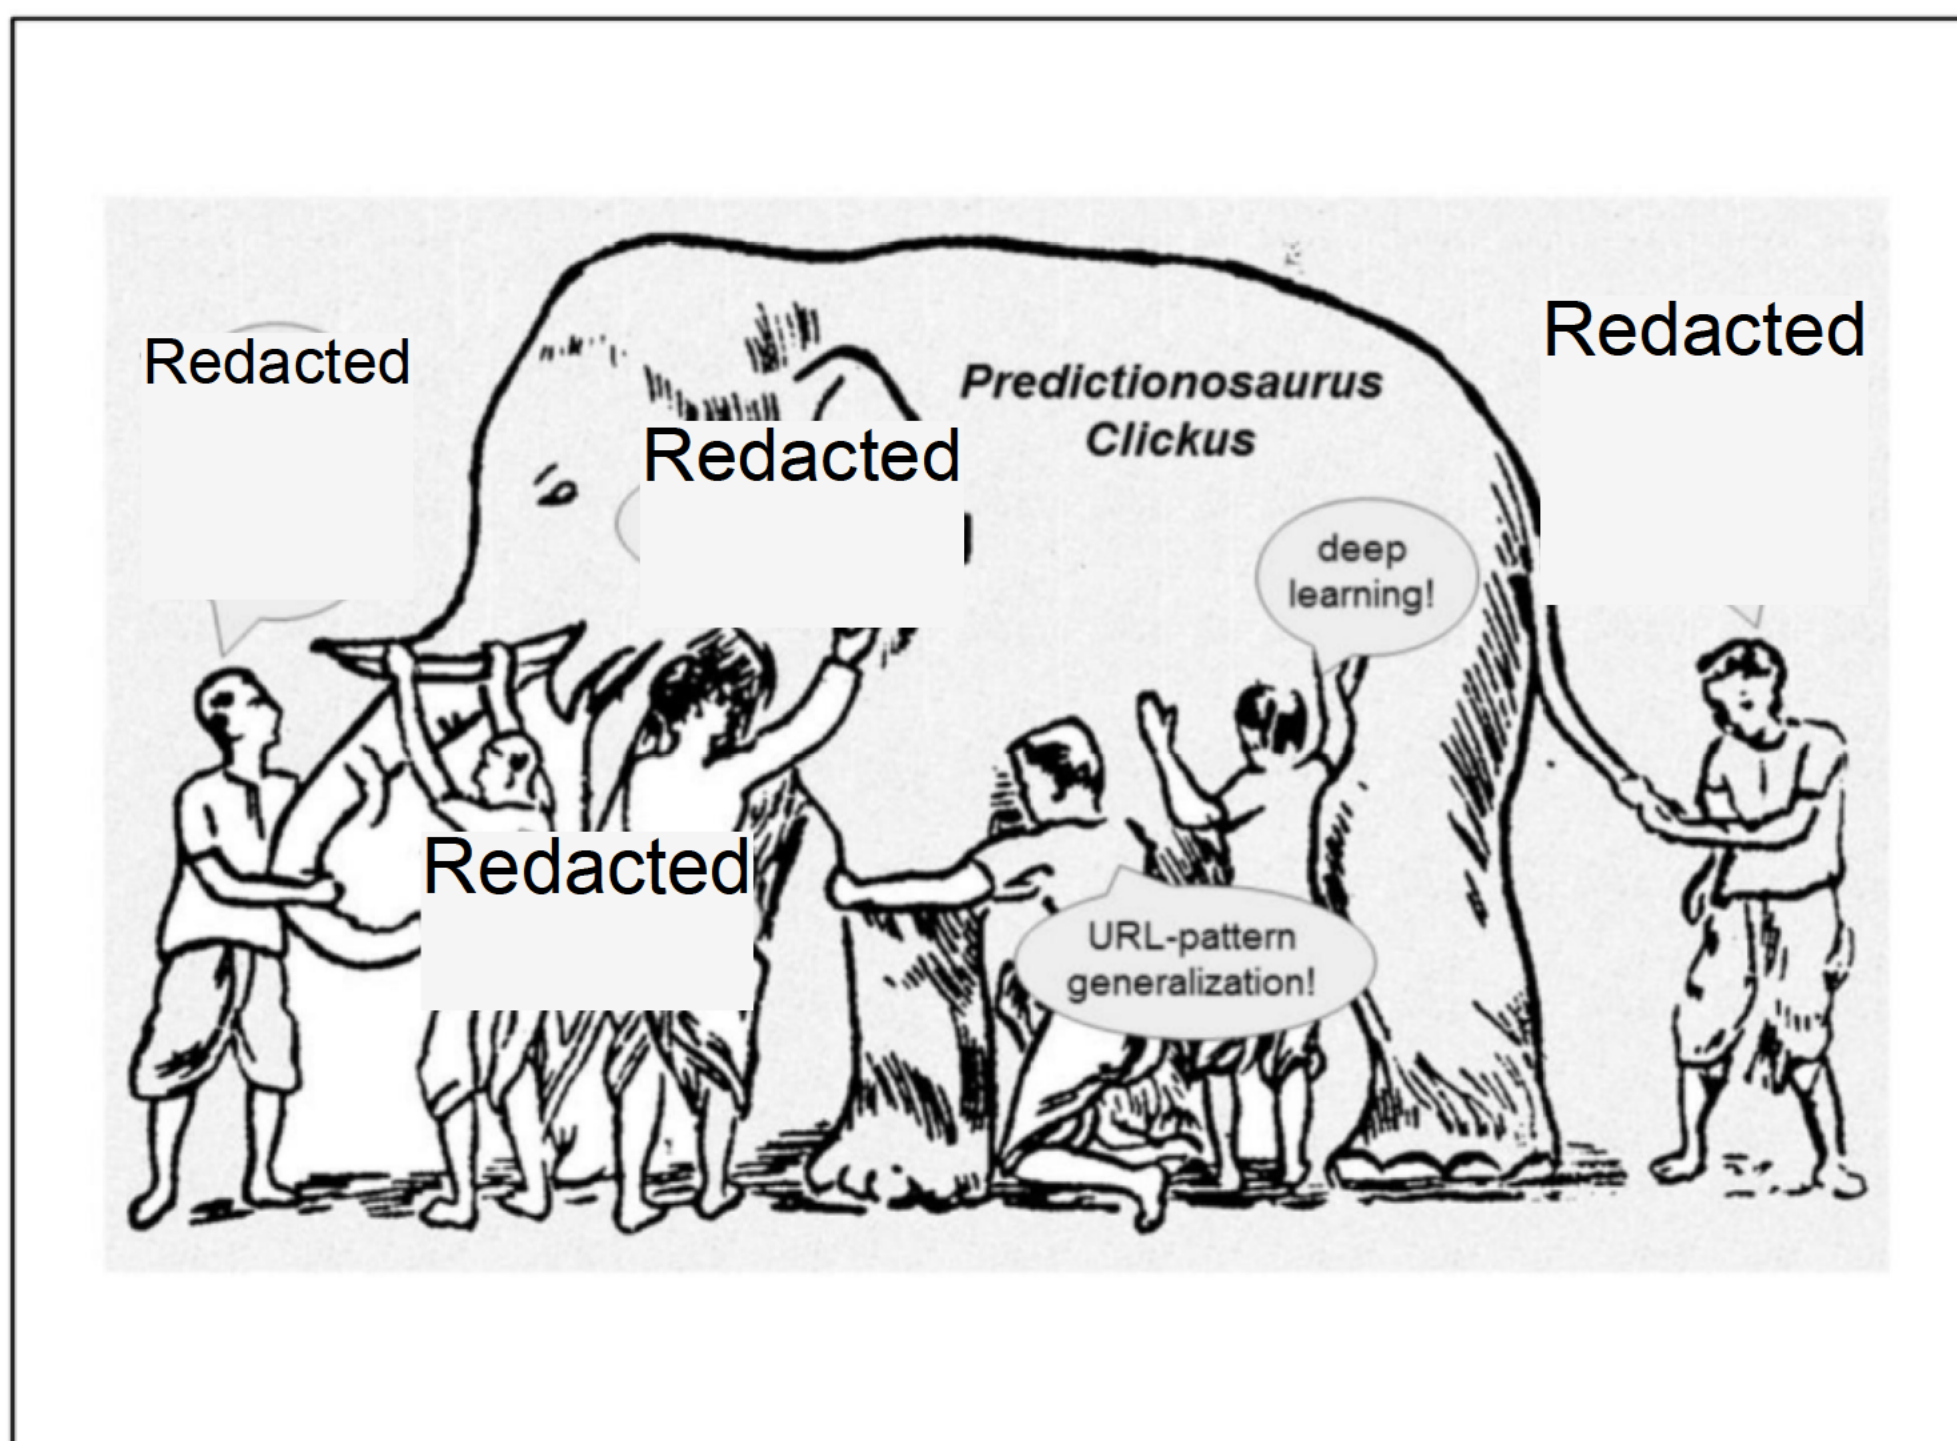 Redacted
Redacted
Predictionosaurus
Clickus
Redacted
deep
learning!
Redacted
URL-pattern
generalization!